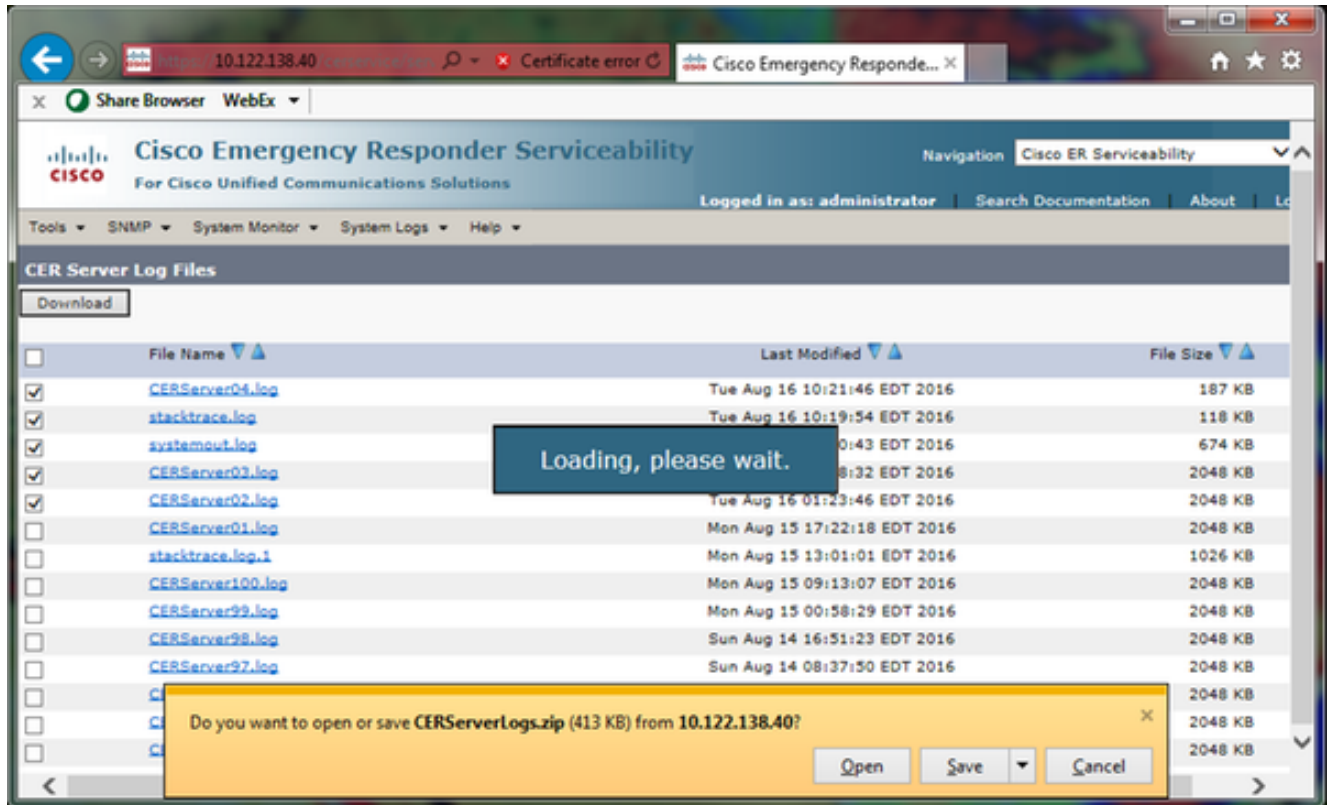 10.122.138.40 Certificate error Cisco Emergency Responde...
Share Browser WebEx
CISCO
Cisco Emergency Responder Serviceability
For Cisco Unified Communications Solutions
Navigation Cisco ER Serviceability
Logged in as: administrator | Search Documentation | About |
Tools SNMP System Monitor System Logs Help
CER Server Log Files
Download
File Name Last Modified File Size
CERServer04.log Tue Aug 16 10:21:46 EDT 2016 187 KB
stacktrace.log Tue Aug 16 10:19:54 EDT 2016 118 KB
systemout.log 0:43 EDT 2016 674 KB
CERServer03.log 8:32 EDT 2016 2048 KB
Loading, please wait.
CERServer02.log Tue Aug 16 01:23:46 EDT 2016 2048 KB
CERServer01.log Mon Aug 15 17:22:18 EDT 2016 2048 KB
stacktrace.log.1 Mon Aug 15 13:01:01 EDT 2016 1026 KB
CERServer100.log Mon Aug 15 09:13:07 EDT 2016 2048 KB
CERServer99.log Mon Aug 15 00:58:29 EDT 2016 2048 KB
CERServer98.log Sun Aug 14 16:51:23 EDT 2016 2048 KB
CERServer97.log Sun Aug 14 08:37:50 EDT 2016 2048 KB
2048 KB
2048 KB
2048 KB
Do you want to open or save CERServerLogs.zip (413 KB) from 10.122.138.40?
Open Save Cancel